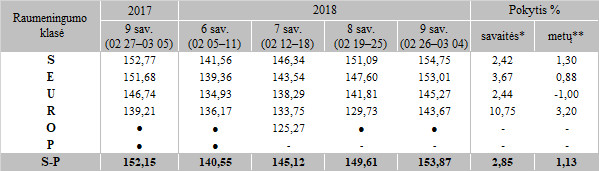 Raumeningumo klasė 2017 2018 Pokytis %
9 sav. (02 27–03 05) 6 sav. (02 05–11) 7 sav. (02 12–18) 8 sav. (02 19–25) 9 sav. (02 26–03 04) savaitės* metų**
S 152,77 141,56 146,34 151,09 154,75 2,42 1,30
E 151,68 139,36 143,54 147,60 153,01 3,67 0,88
U 146,74 134,93 138,29 141,81 145,27 2,44 -1,00
R 139,21 136,17 133,75 129,73 143,67 10,75 3,20
O ● ● 125,27 ● ● - -
P ● ● - - - - -
S-P 152,15 140,55 145,12 149,61 153,87 2,85 1,13